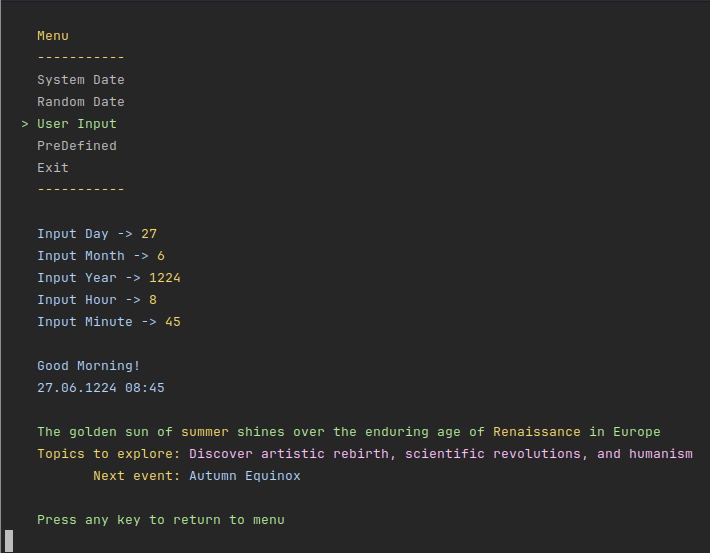 Menu
-----------
System Date
Random Date
> User Input
PreDefined
Exit
-----------
Input Day -> 27
Input Month -> 6
Input Year -> 1224
Input Hour -> 8
Input Minute -> 45
Good Morning!
27.06.1224 08:45
The golden sun of summer shines over the enduring age of Renaissance in Europe
Topics to explore: Discover artistic rebirth, scientific revolutions, and humanism
Next event: Autumn Equinox
Press any key to return to menu